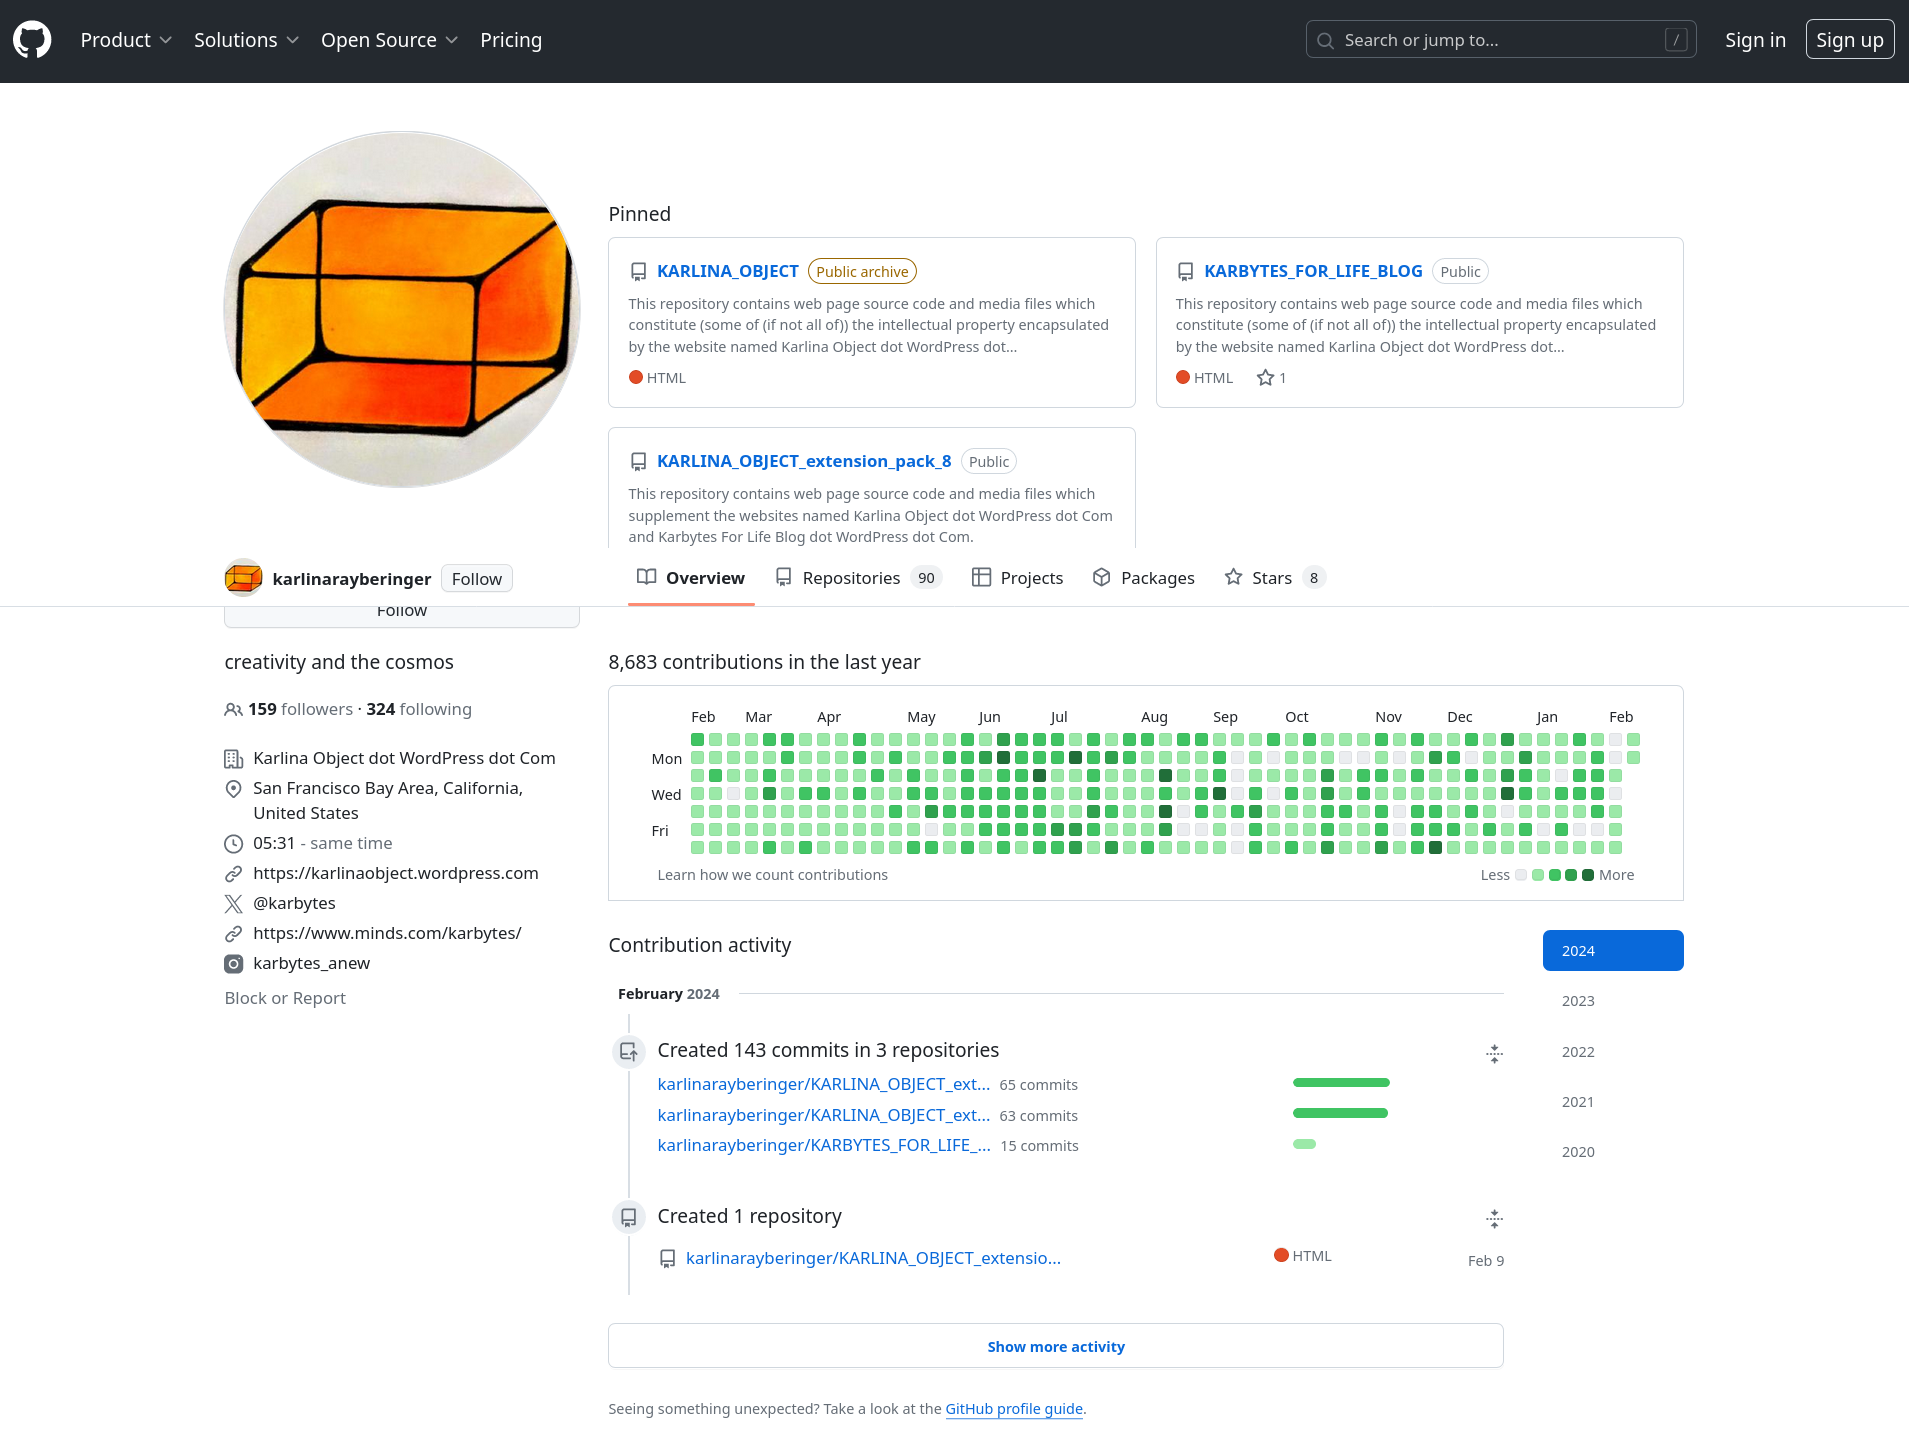 Product Solutions Open Source Pricing Search or jump to... / Sign in Sign up
Pinned
KARLINA_OBJECT Public archive
This repository contains web page source code and media files which
constitute (some of (if not all of)) the intellectual property encapsulated
by the website named Karlina Object dot WordPress dot...
HTML
KARBYTES_FOR_LIFE_BLOG Public
This repository contains web page source code and media files which
constitute (some of (if not all of)) the intellectual property encapsulated
by the website named Karlina Object dot WordPress dot...
HTML 1
KARLINA_OBJECT_extension_pack_8 Public
This repository contains web page source code and media files which
supplement the websites named Karlina Object dot WordPress dot Com
and Karbytes For Life Blog dot WordPress dot Com.
karlinarayberinger Follow
Overview Repositories 90 Projects Packages Stars 8
Follow
creativity and the cosmos
159 followers · 324 following
Karlina Object dot WordPress dot Com
San Francisco Bay Area, California,
United States
05:31 - same time
https://karlinaobject.wordpress.com
@karbytes
https://www.minds.com/karbytes/
karbytes_anew
Block or Report
8,683 contributions in the last year
Feb Mar Apr May Jun Jul Aug Sep Oct Nov Dec Jan Feb
Mon
Wed
Fri
Learn how we count contributions
Less More
Contribution activity
2024
2023
2022
2021
2020
February 2024
Created 143 commits in 3 repositories
karlinarayberinger/KARLINA_OBJECT_ext... 65 commits
karlinarayberinger/KARLINA_OBJECT_ext... 63 commits
karlinarayberinger/KARBYTES_FOR_LIFE_... 15 commits
Created 1 repository
karlinarayberinger/KARLINA_OBJECT_extensio... HTML Feb 9
Show more activity
Seeing something unexpected? Take a look at the GitHub profile guide.